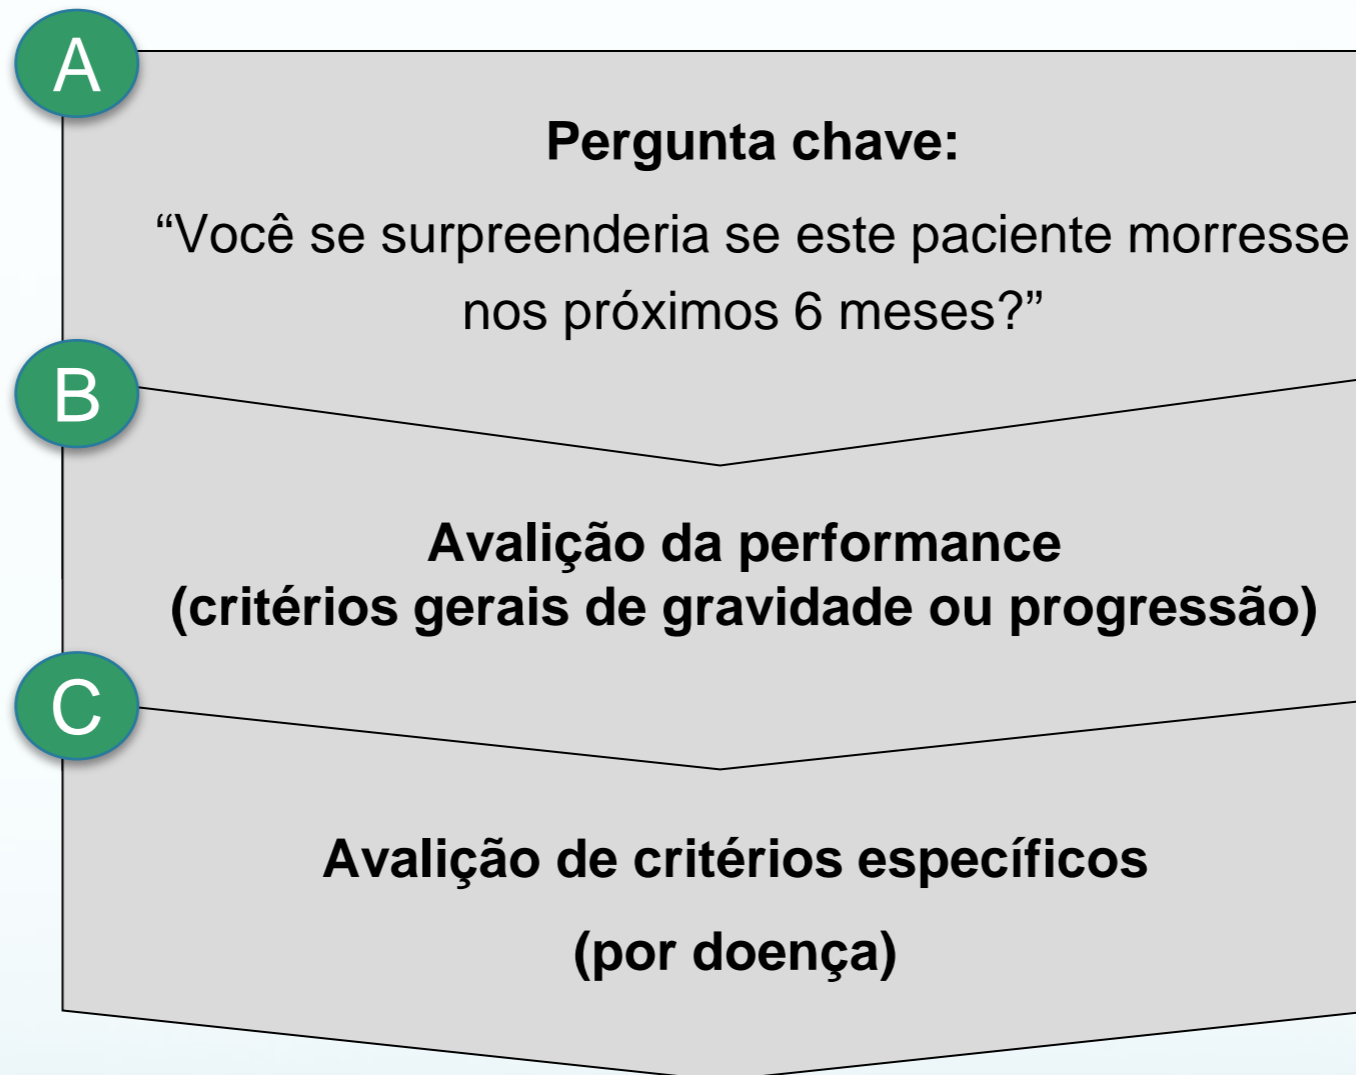 A
Pergunta chave:
“Você se surpreenderia se este paciente morresse
nos próximos 6 meses?”
B
Avalição da performance
(critérios gerais de gravidade ou progressão)
C
Avalição de critérios específicos
(por doença)